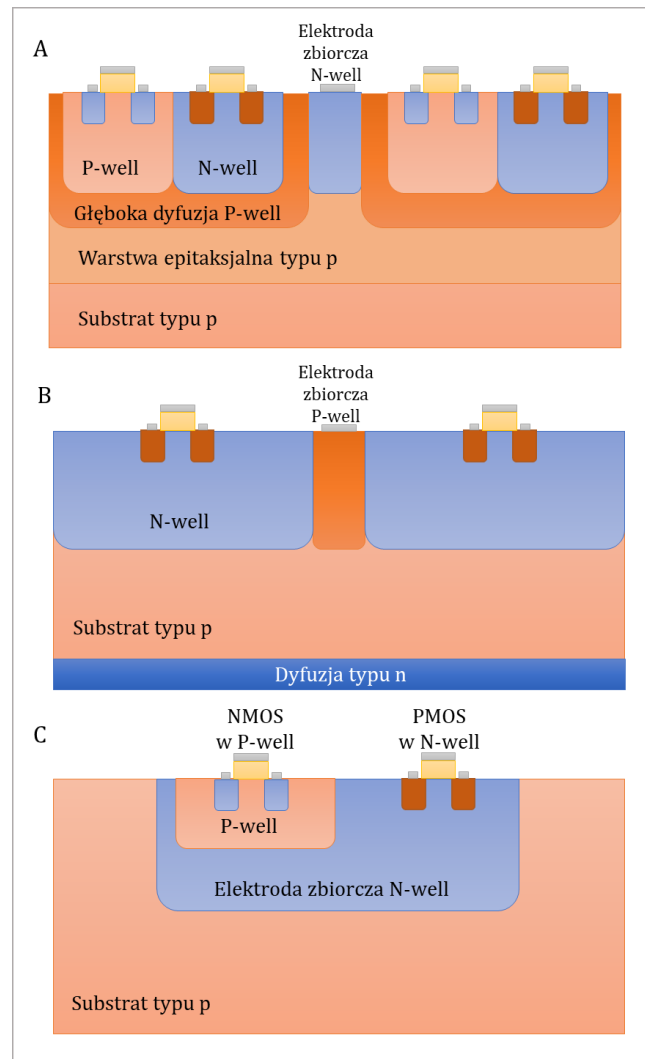 A
Elektroda
zbiorcza
N-well
P-well
N-well
Głęboka dyfuzja P-well
Warstwa epitaksjalna typu p
Substrat typu p
B
Elektroda
zbiorcza
P-well
N-well
Substrat typu p
Dyfuzja typu n
C
NMOS
w P-well
PMOS
w N-well
P-well
Elektroda zbiorcza N-well
Substrat typu p